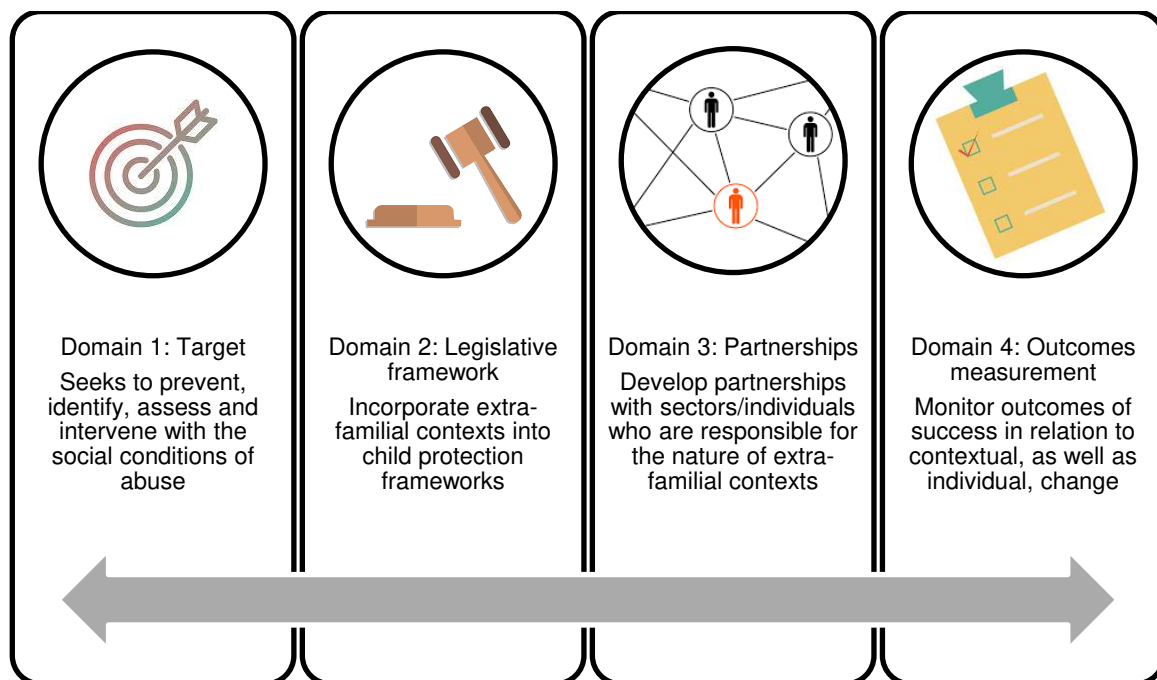 Domain 1: Target
Seeks to prevent,
identify, assess and
intervene with the
social conditions of
abuse
Domain 2: Legislative
framework
Incorporate extra-
familial contexts into
child protection
frameworks
Domain 3: Partnerships
Develop partnerships
with sectors/individuals
who are responsible for
the nature of extra-
familial contexts
Domain 4: Outcomes
measurement
Monitor outcomes of
success in relation to
contextual, as well as
individual, change